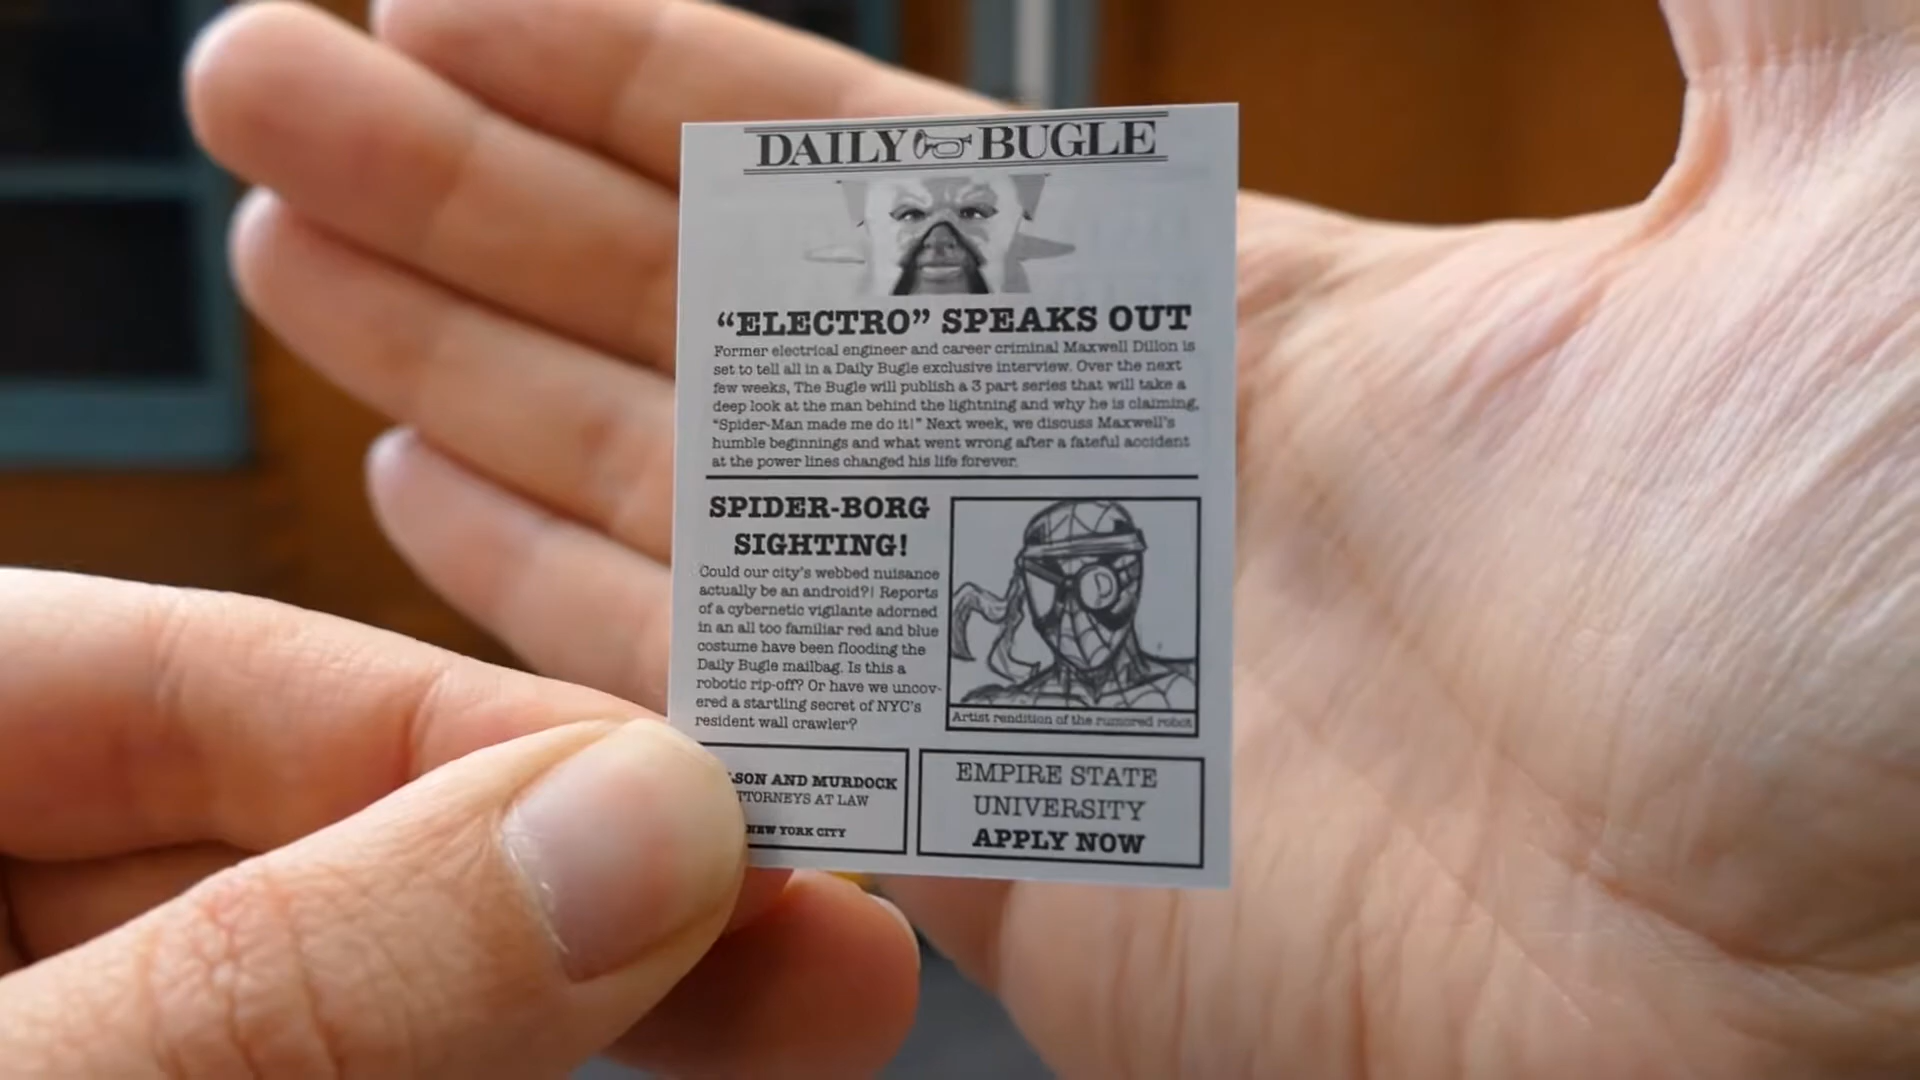 DAILY BUGLE
“ELECTRO” SPEAKS OUT
Former electrical engineer and career criminal Maxwell Dillon is
set to tell all in a Daily Bugle exclusive interview. Over the next
few weeks, The Bugle will publish a 3 part series that will take a
deep look at the man behind the lightning and why he is claiming,
“Spider-Man made me do it!” Next week, we discuss Maxwell’s
humble beginnings and what went wrong after a fateful accident
at the power lines changed his life forever.
SPIDER-BORG
SIGHTING!
Could our city’s webbed nuisance
actually be an android?! Reports
of a cybernetic vigilante adorned
in an all too familiar red and blue
costume have been flooding the
Daily Bugle mailbag. Is this a
robotic rip-off? Or have we uncov-
ered a startling secret of NYC’s
resident wall crawler?
Artist rendition of the rumored robot
SON AND MURDOCK
TTORNEYS AT LAW
NEW YORK CITY
EMPIRE STATE
UNIVERSITY
APPLY NOW